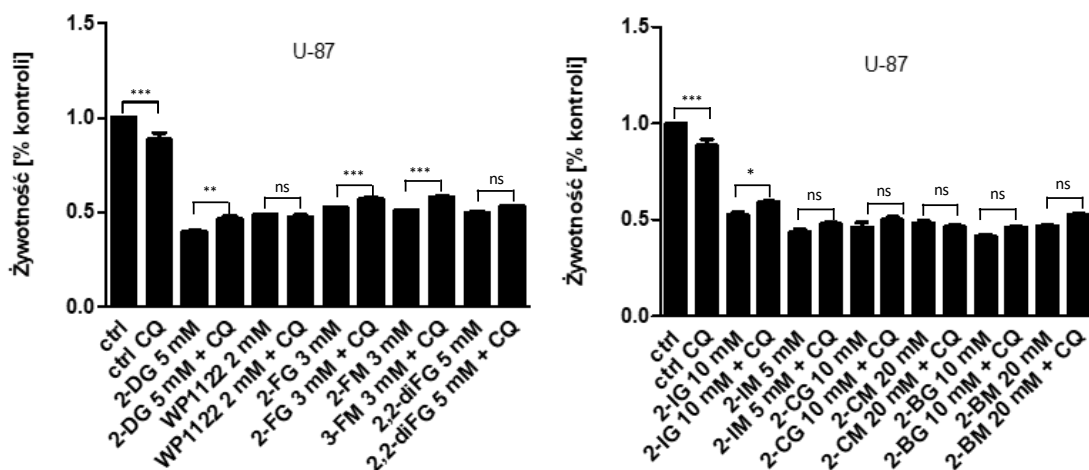 U-87
Żywotność [% kontroli]
1.5
1.0
0.5
0.0
***
**
ns
***
***
ns
ctrl
ctrl CQ
2-DG 5 mM
2-DG 5 mM + CQ
WP1122 2 mM
WP1122 2 mM + CQ
2-FG 3 mM
2-FG 3 mM + CQ
2-FM 3 mM
3-FM 3 mM + CQ
2,2-diFG 5 mM
2,2-diFG 5 mM + CQ
U-87
Żywotność [% kontroli]
1.5
1.0
0.5
0.0
***
*
ns
ns
ns
ns
ns
ctrl
ctrl CQ
2-IG 10 mM
2-IG 10 mM + CQ
2-IM 5 mM
2-IM 5 mM + CQ
2-CG 10 mM
2-CG 10 mM + CQ
2-CM 20 mM
2-CM 20 mM + CQ
2-BG 10 mM
2-BG 10 mM + CQ
2-BM 20 mM
2-BM 20 mM + CQ